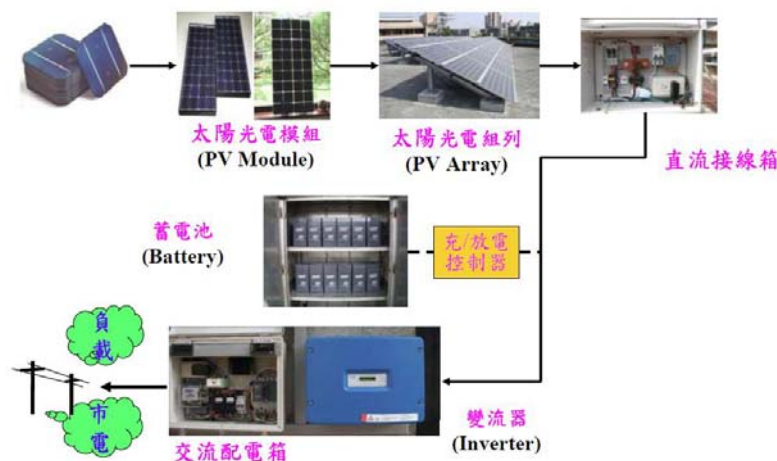 太陽光電模組
(PV Module)
太陽光電組列
(PV Array)
直流接線箱
蓄電池
(Battery)
充/放電
控制器
負載
市電
交流配電箱
變流器
(Inverter)